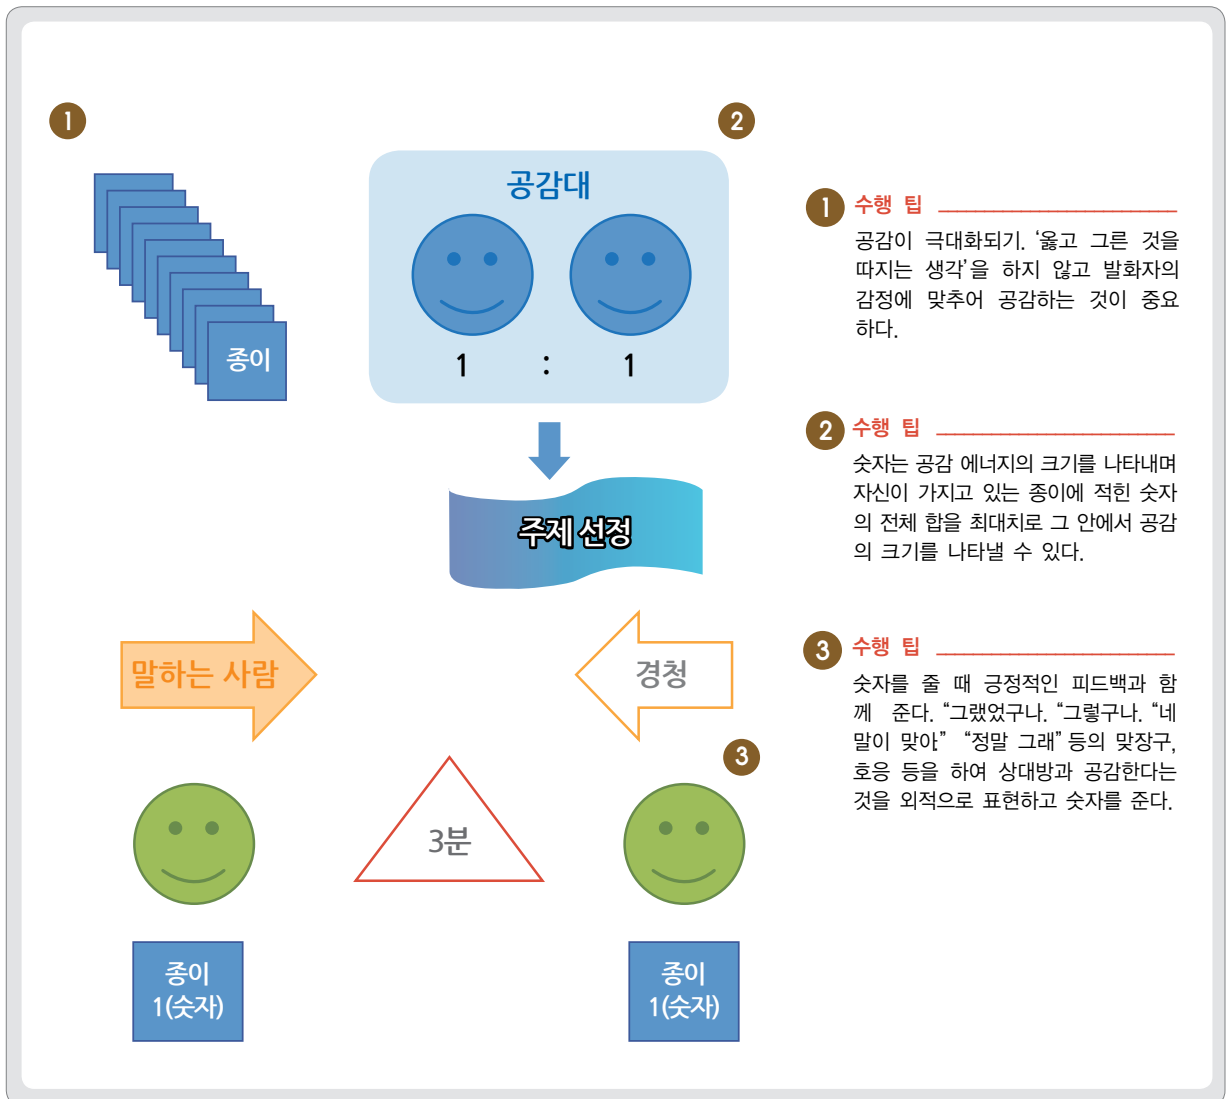 1
종이
2
공감대
1 : 1
주제 선정
말하는 사람
경청
3
3분
종이
1(숫자)
종이
1(숫자)
1 수행 팁
공감이 극대화되기. ‘옳고 그른 것을
따지는 생각’을 하지 않고 발화자의
감정에 맞추어 공감하는 것이 중요
하다.
2 수행 팁
숫자는 공감 에너지의 크기를 나타내며
자신이 가지고 있는 종이에 적힌 숫자
의 전체 합을 최대치로 그 안에서 공감
의 크기를 나타낼 수 있다.
3 수행 팁
숫자를 줄 때 긍정적인 피드백과 함
께 준다. “그랬었구나. “그렇구나. “네
말이 맞아.” “정말 그래” 등의 맞장구,
호응 등을 하여 상대방과 공감한다는
것을 외적으로 표현하고 숫자를 준다.